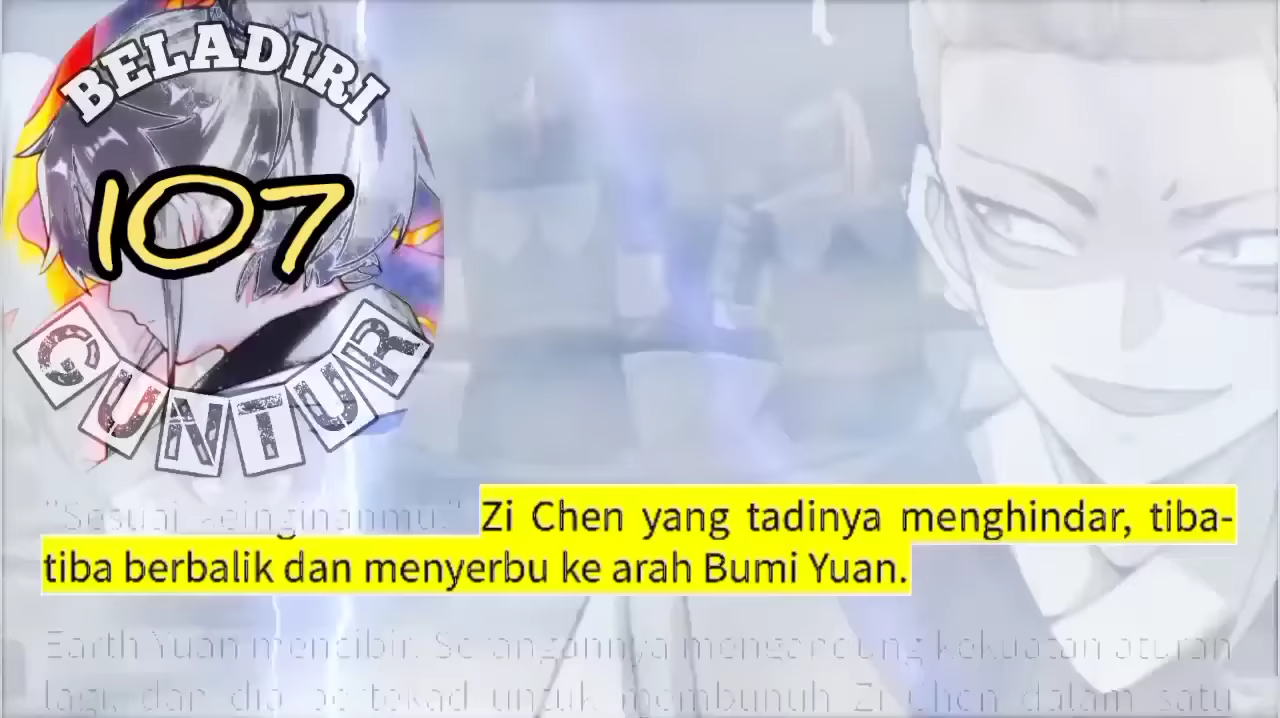 BELADIRI
107
GUNTUR
"Sesuai keinginanmu." Zi Chen yang tadinya menghindar, tiba-
tiba berbalik dan menyerbu ke arah Bumi Yuan.
Earth Yuan mencibir. Serangannya mengandung kekuatan aturan
lagi, dan dia bertekad untuk membunuh Zi Chen dalam satu